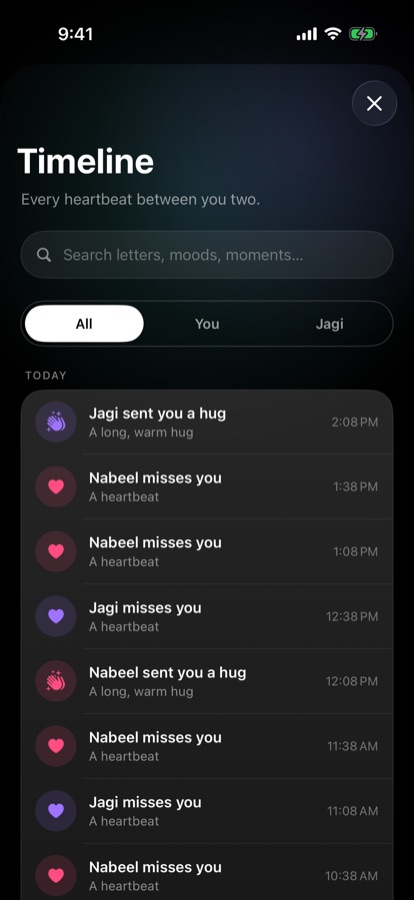 9:41
Timeline
Every heartbeat between you two.
Search letters, moods, moments...
All You Jagi
TODAY
Jagi sent you a hug 2:08 PM
A long, warm hug
Nabeel misses you 1:38 PM
A heartbeat
Nabeel misses you 1:08 PM
A heartbeat
Jagi misses you 12:38 PM
A heartbeat
Nabeel sent you a hug 12:08 PM
A long, warm hug
Nabeel misses you 11:38 AM
A heartbeat
Jagi misses you 11:08 AM
A heartbeat
Nabeel misses you 10:38 AM
A heartbeat